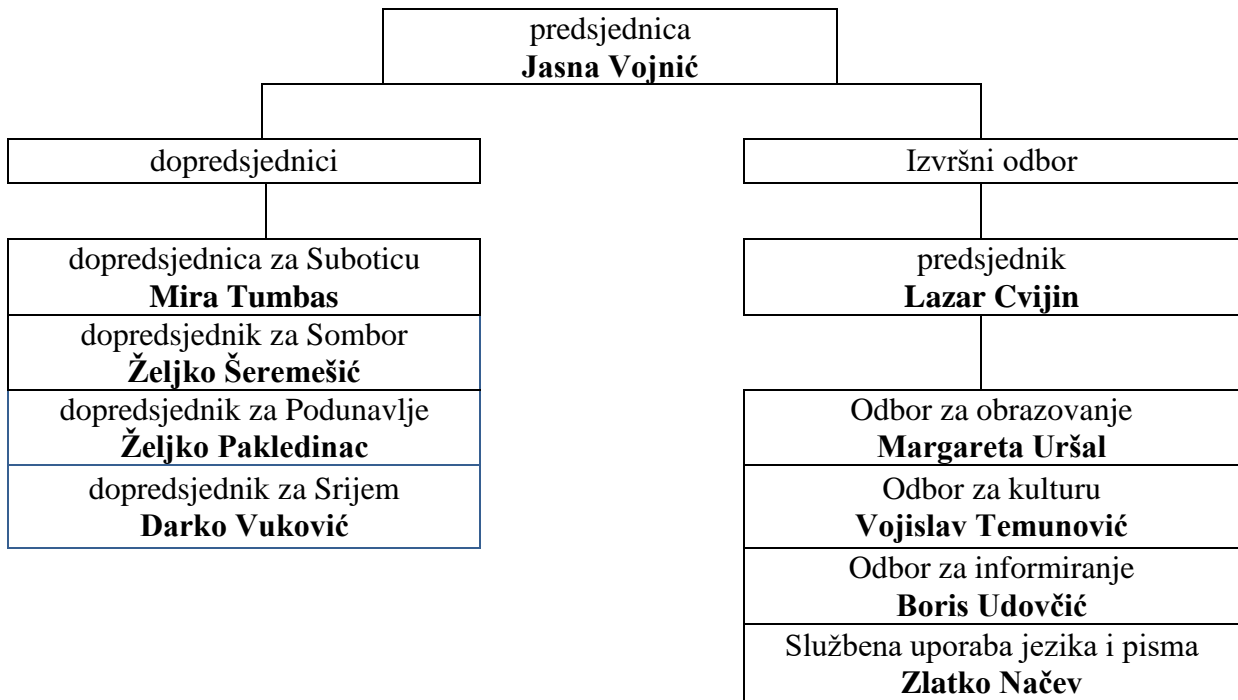 predsjednica
Jasna Vojnić
dopredsjednici
Izvršni odbor
dopredsjednica za Suboticu
Mira Tumbas
dopredsjednik za Sombor
Željko Šeremešić
dopredsjednik za Podunavlje
Željko Pakledinac
dopredsjednik za Srijem
Darko Vuković
predsjednik
Lazar Cvijin
Odbor za obrazovanje
Margareta Uršal
Odbor za kulturu
Vojislav Temunović
Odbor za informiranje
Boris Udovčić
Službena uporaba jezika i pisma
Zlatko Načev